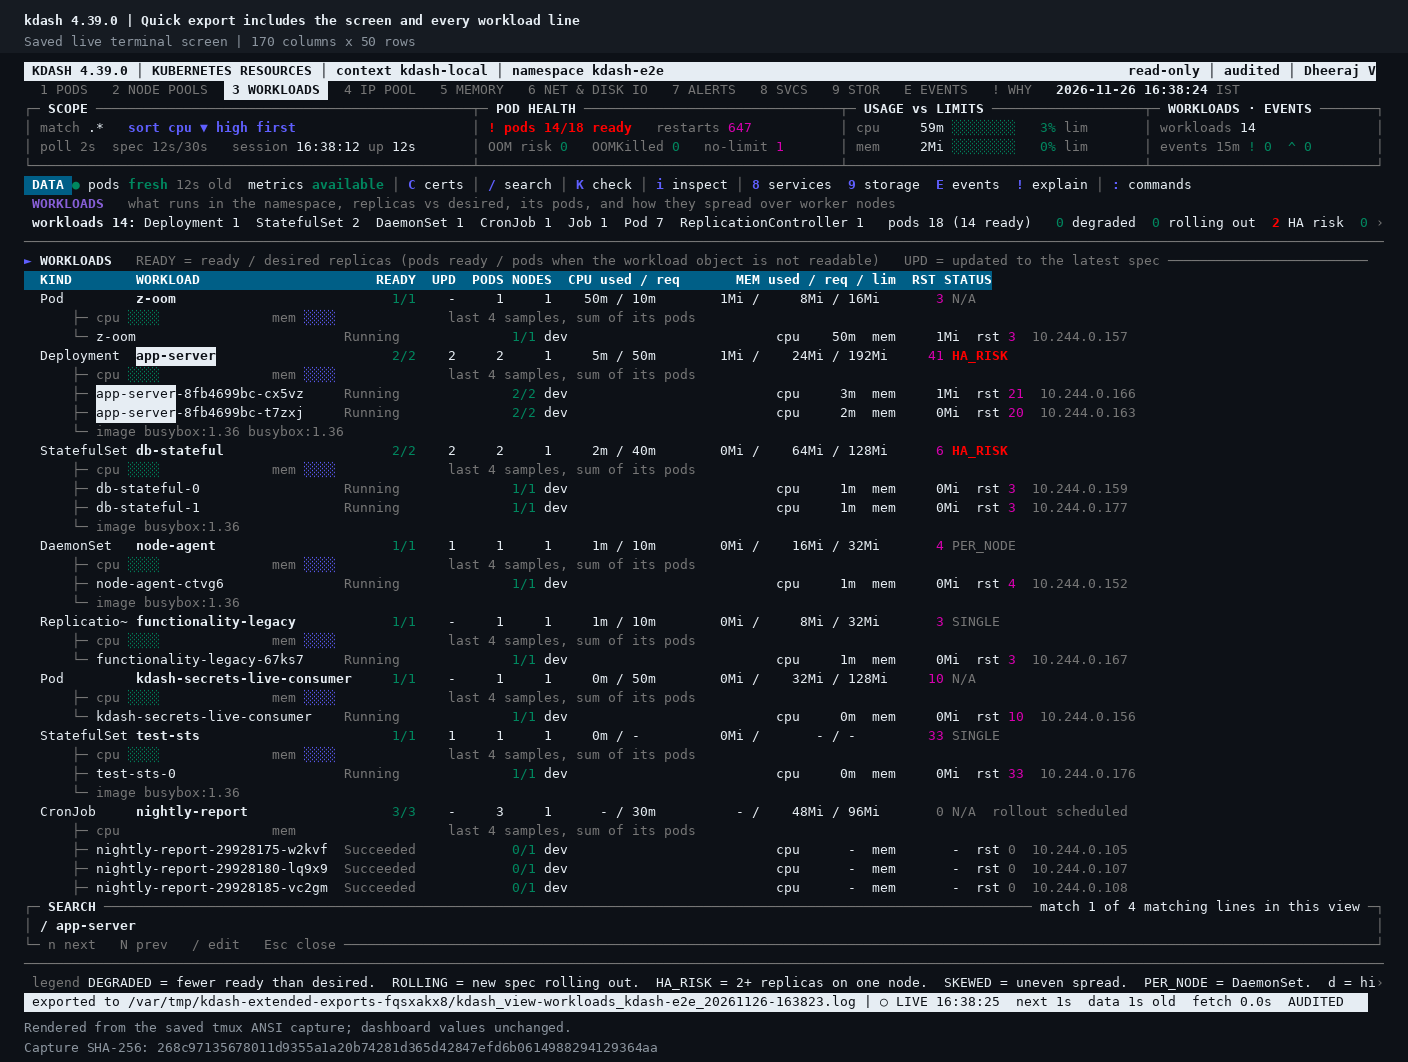 kdash 4.39.0 | Quick export includes the screen and every workload line
Saved live terminal screen | 170 columns x 50 rows
KDASH 4.39.0 │ KUBERNETES RESOURCES │ context kdash-local │ namespace kdash-e2e read-only │ audited │ Dheeraj V
1 PODS 2 NODE POOLS 3 WORKLOADS 4 IP POOL 5 MEMORY 6 NET & DISK IO 7 ALERTS 8 SVCS 9 STOR E EVENTS ! WHY 2026-11-26 16:38:24 IST
SCOPE POD HEALTH USAGE vs LIMITS WORKLOADS · EVENTS
match .* sort cpu ▼ high first │ ! pods 14/18 ready restarts 647 │ cpu 59m 3% lim │ workloads 14
poll 2s spec 12s/30s session 16:38:12 up 12s │ OOM risk 0 OOMKilled 0 no-limit 1 │ mem 2Mi 0% lim │ events 15m ! 0 ^ 0
DATA ● pods fresh 12s old metrics available │ C certs │ / search │ K check │ i inspect │ 8 services 9 storage E events ! explain │ : commands
WORKLOADS what runs in the namespace, replicas vs desired, its pods, and how they spread over worker nodes
workloads 14: Deployment 1 StatefulSet 2 DaemonSet 1 CronJob 1 Job 1 Pod 7 ReplicationController 1 pods 18 (14 ready) 0 degraded 0 rolling out 2 HA risk 0 ›
► WORKLOADS READY = ready / desired replicas (pods ready / pods when the workload object is not readable) UPD = updated to the latest spec
KIND WORKLOAD READY UPD PODS NODES CPU used / req MEM used / req / lim RST STATUS
Pod z-oom 1/1 - 1 1 50m / 10m 1Mi / 8Mi / 16Mi 3 N/A
├─ cpu ░░░░ mem ░░░░ last 4 samples, sum of its pods
└─ z-oom Running 1/1 dev cpu 50m mem 1Mi rst 3 10.244.0.157
Deployment app-server 2/2 2 2 1 5m / 50m 1Mi / 24Mi / 192Mi 41 HA_RISK
├─ cpu ░░░░ mem ░░░░ last 4 samples, sum of its pods
├─ app-server-8fb4699bc-cx5vz Running 2/2 dev cpu 3m mem 1Mi rst 21 10.244.0.166
├─ app-server-8fb4699bc-t7zxj Running 2/2 dev cpu 2m mem 0Mi rst 20 10.244.0.163
└─ image busybox:1.36 busybox:1.36
StatefulSet db-stateful 2/2 2 2 1 2m / 40m 0Mi / 64Mi / 128Mi 6 HA_RISK
├─ cpu ░░░░ mem ░░░░ last 4 samples, sum of its pods
├─ db-stateful-0 Running 1/1 dev cpu 1m mem 0Mi rst 3 10.244.0.159
├─ db-stateful-1 Running 1/1 dev cpu 1m mem 0Mi rst 3 10.244.0.177
└─ image busybox:1.36
DaemonSet node-agent 1/1 1 1 1 1m / 10m 0Mi / 16Mi / 32Mi 4 PER_NODE
├─ cpu ░░░░ mem ░░░░ last 4 samples, sum of its pods
├─ node-agent-ctvg6 Running 1/1 dev cpu 1m mem 0Mi rst 4 10.244.0.152
└─ image busybox:1.36
Replicatio~ functionality-legacy 1/1 - 1 1 1m / 10m 0Mi / 8Mi / 32Mi 3 SINGLE
├─ cpu ░░░░ mem ░░░░ last 4 samples, sum of its pods
└─ functionality-legacy-67ks7 Running 1/1 dev cpu 1m mem 0Mi rst 3 10.244.0.167
Pod kdash-secrets-live-consumer 1/1 - 1 1 0m / 50m 0Mi / 32Mi / 128Mi 10 N/A
├─ cpu ░░░░ mem ░░░░ last 4 samples, sum of its pods
└─ kdash-secrets-live-consumer Running 1/1 dev cpu 0m mem 0Mi rst 10 10.244.0.156
StatefulSet test-sts 1/1 1 1 1 0m / - 0Mi / - / - 33 SINGLE
├─ cpu ░░░░ mem ░░░░ last 4 samples, sum of its pods
├─ test-sts-0 Running 1/1 dev cpu 0m mem 0Mi rst 33 10.244.0.176
└─ image busybox:1.36
CronJob nightly-report 3/3 - 3 1 - / 30m - / 48Mi / 96Mi 0 N/A rollout scheduled
├─ cpu mem last 4 samples, sum of its pods
├─ nightly-report-29928175-w2kvf Succeeded 0/1 dev cpu - mem - rst 0 10.244.0.105
├─ nightly-report-29928180-lq9x9 Succeeded 0/1 dev cpu - mem - rst 0 10.244.0.107
├─ nightly-report-29928185-vc2gm Succeeded 0/1 dev cpu - mem - rst 0 10.244.0.108
SEARCH match 1 of 4 matching lines in this view
/ app-server
n next N prev / edit Esc close
legend DEGRADED = fewer ready than desired. ROLLING = new spec rolling out. HA_RISK = 2+ replicas on one node. SKEWED = uneven spread. PER_NODE = DaemonSet. d = hi›
exported to /var/tmp/kdash-extended-exports-fqsxakx8/kdash_view-workloads_kdash-e2e_20261126-163823.log | ○ LIVE 16:38:25 next 1s data 1s old fetch 0.0s AUDITED
Rendered from the saved tmux ANSI capture; dashboard values unchanged.
Capture SHA-256: 268c97135678011d9355a1a20b74281d365d42847efd6b0614988294129364aa